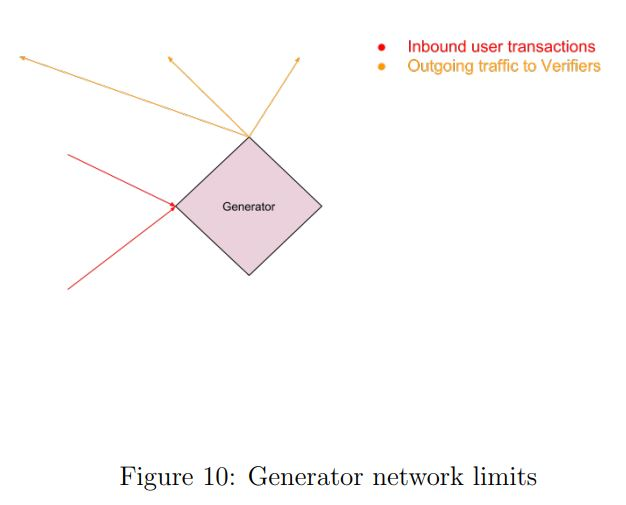 Inbound user transactions
Outgoing traffic to Verifiers
Generator
Figure 10: Generator network limits